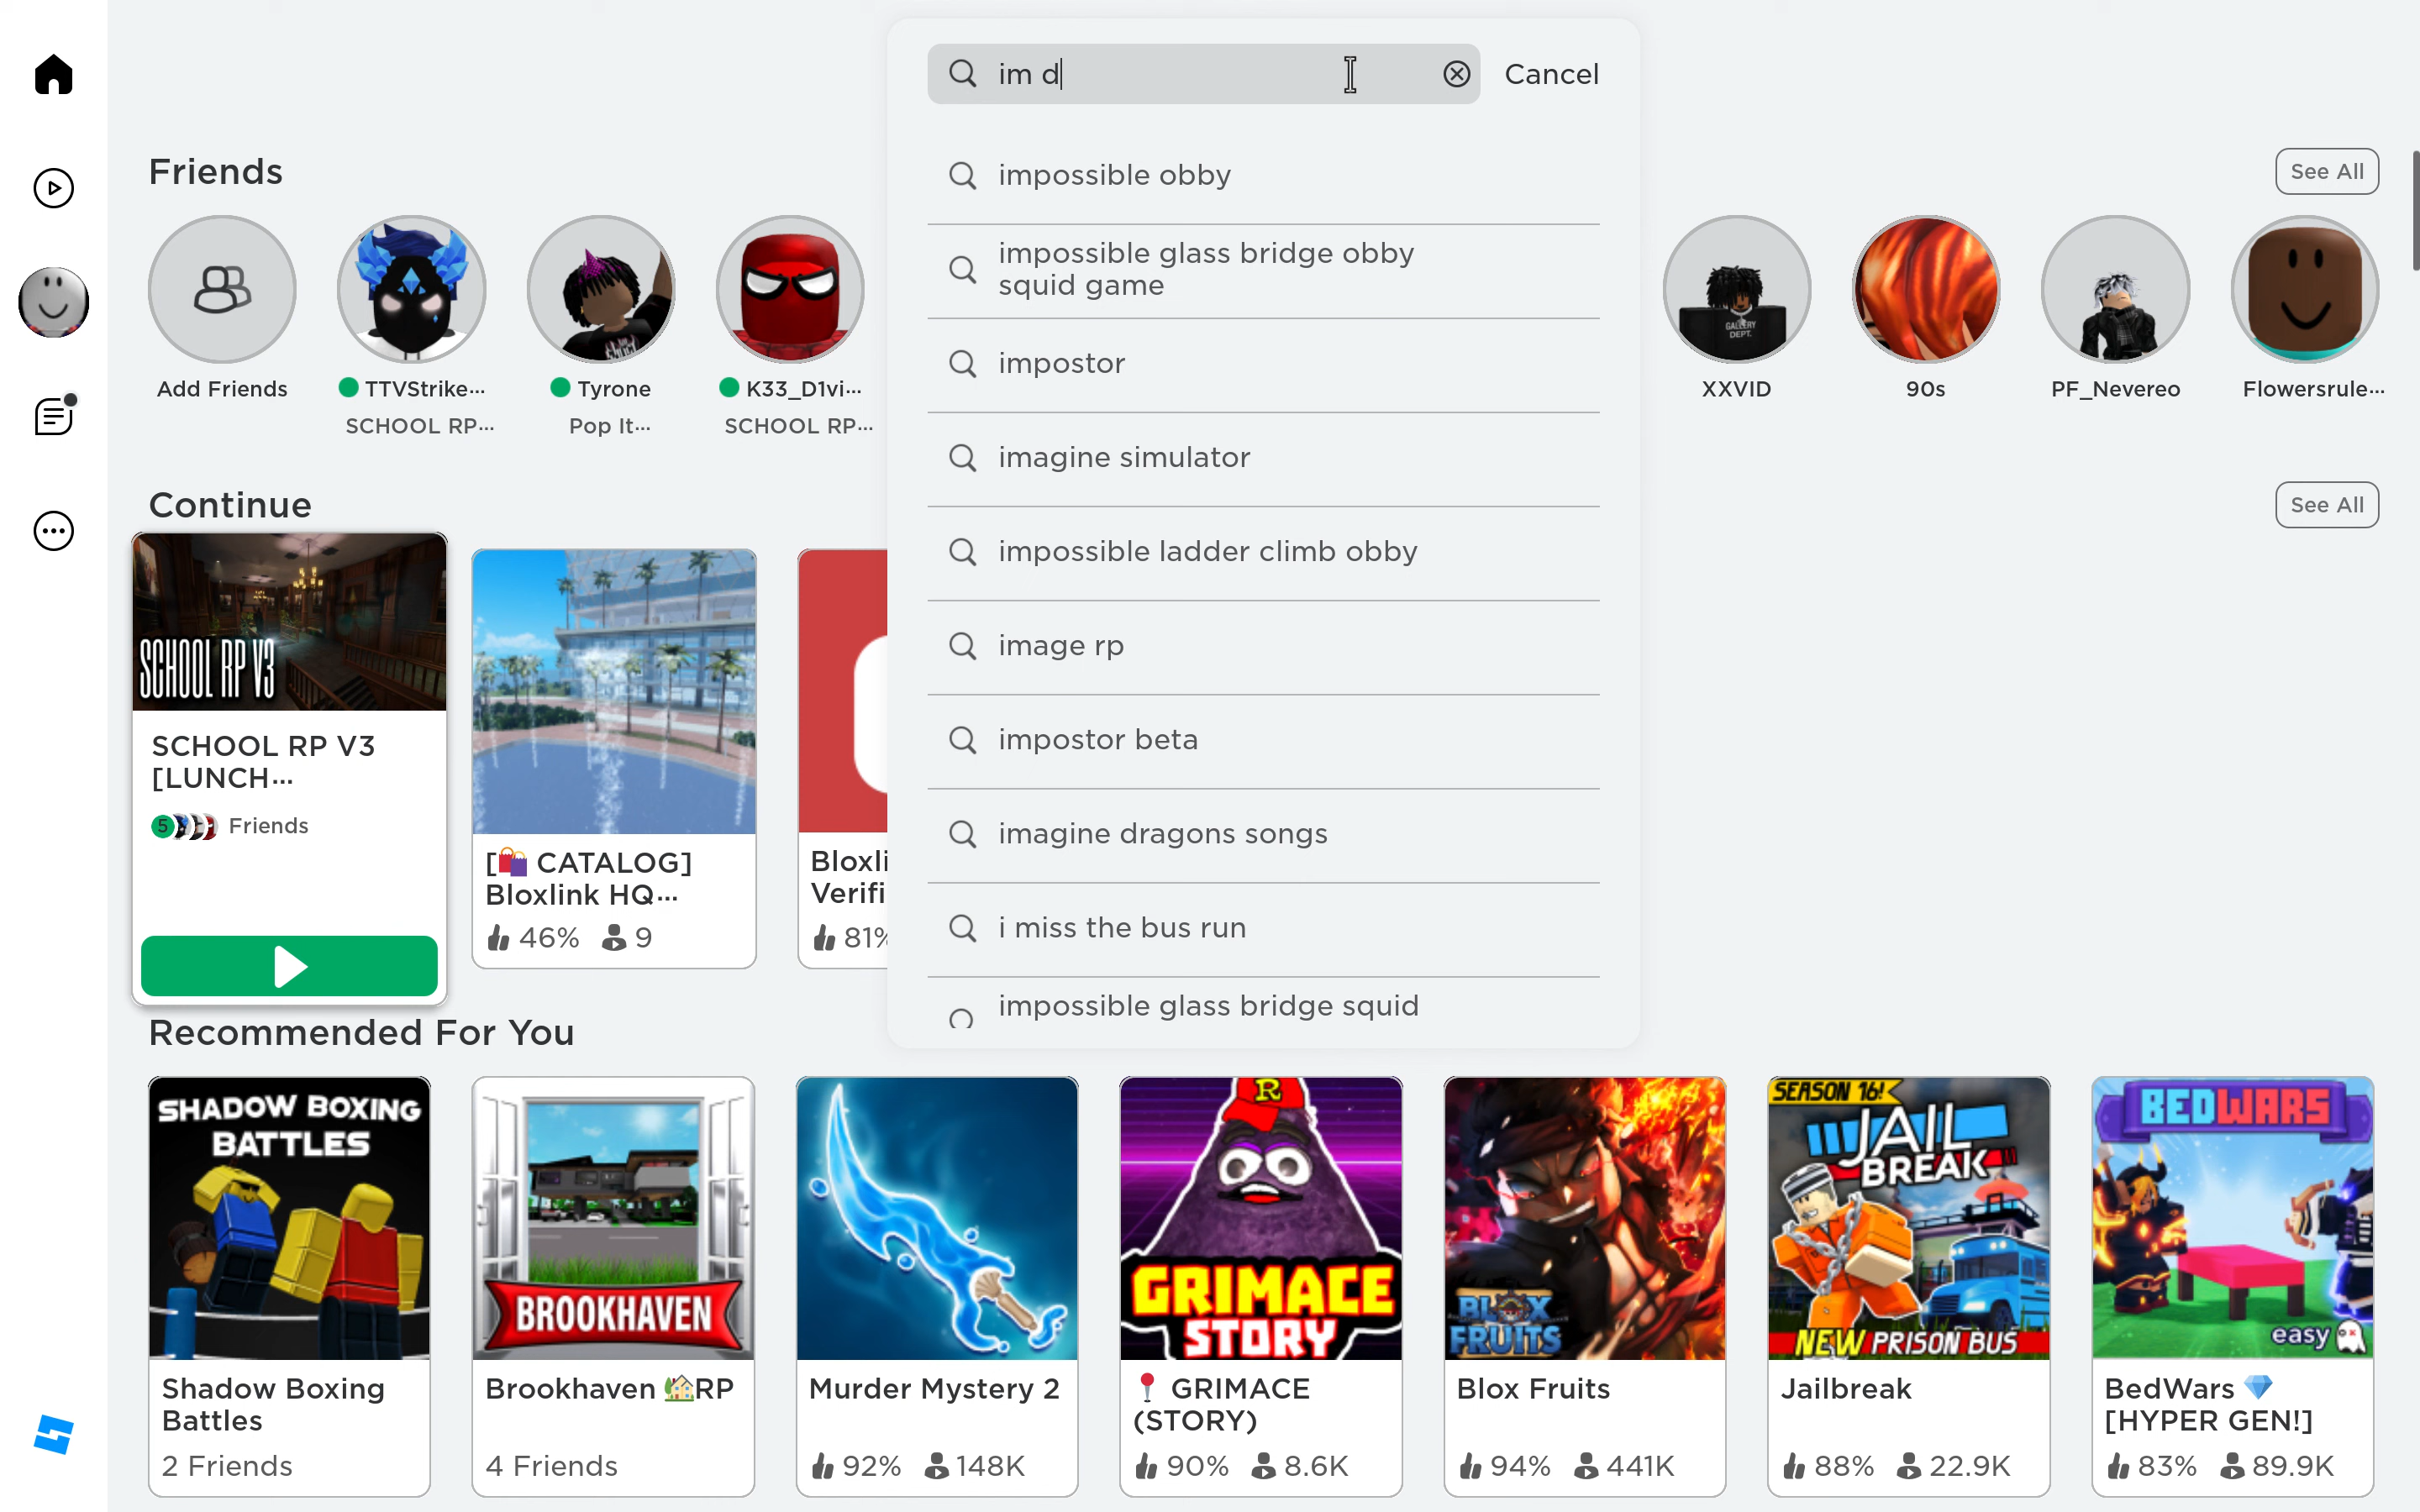 im d
Cancel
impossible obby
impossible glass bridge obby
squid game
impostor
imagine simulator
impossible ladder climb obby
image rp
impostor beta
imagine dragons songs
i miss the bus run
impossible glass bridge squid
Friends
See All
Add Friends
TTVStrike...
SCHOOL RP...
Tyrone
Pop It...
K33_D1vi...
SCHOOL RP...
GALLERY
DEPT.
XXVID
90s
PF_Nevereo
Flowersrule...
Continue
See All
SCHOOL RP V3
SCHOOL RP V3
[LUNCH...
5
Friends
[🛍️ CATALOG]
Bloxlink HQ...
46% 9
Bloxli
Verifi
81%
Recommended For You
SHADOW BOXING
BATTLES
Shadow Boxing
Battles
2 Friends
BROOKHAVEN
Brookhaven 🏡RP
4 Friends
Murder Mystery 2
92% 148K
R
GRIMACE
STORY
📍 GRIMACE
(STORY)
90% 8.6K
BLOX
FRUITS
Blox Fruits
94% 441K
SEASON 16!
JAIL
BREAK
NEW PRISON BUS
Jailbreak
88% 22.9K
BEDWARS
easy
BedWars 💎
[HYPER GEN!]
83% 89.9K